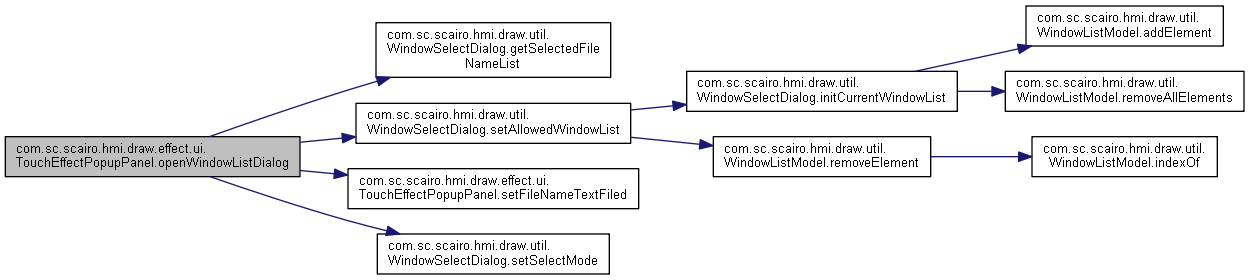 com.sc.scairo.hmi.draw.effect.ui.
TouchEffectPopupPanel.openWindowListDialog
com.sc.scairo.hmi.draw.util.
WindowSelectDialog.getSelectedFile
NameList
com.sc.scairo.hmi.draw.util.
WindowSelectDialog.setAllowedWindowList
com.sc.scairo.hmi.draw.effect.ui.
TouchEffectPopupPanel.setFileNameTextFiled
com.sc.scairo.hmi.draw.util.
WindowSelectDialog.setSelectMode
com.sc.scairo.hmi.draw.util.
WindowSelectDialog.initCurrentWindowList
com.sc.scairo.hmi.draw.util.
WindowListModel.removeElement
com.sc.scairo.hmi.draw.util.
WindowListModel.addElement
com.sc.scairo.hmi.draw.util.
WindowListModel.removeAllElements
com.sc.scairo.hmi.draw.util.
WindowListModel.indexOf